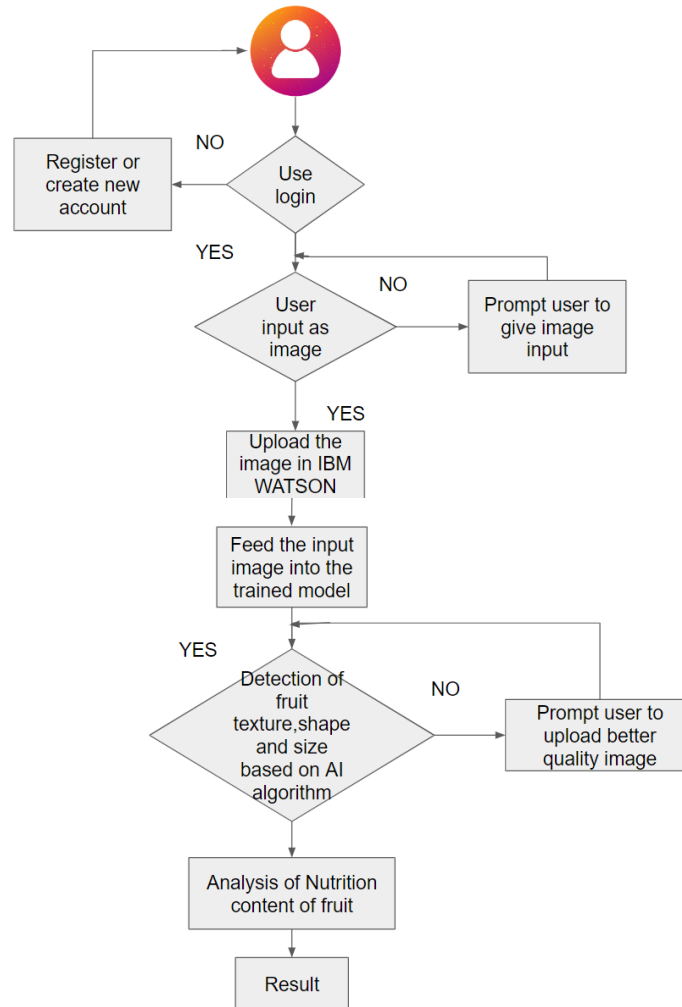 NO
Register or
create new
account
Use
login
YES
NO
User
input as
image
Prompt user to
give image
input
YES
Upload the
image in IBM
WATSON
Feed the input
image into the
trained model
YES
Detection of
fruit
texture,shape
and size
based on AI
algorithm
NO
Prompt user to
upload better
quality image
Analysis of Nutrition
content of fruit
Result